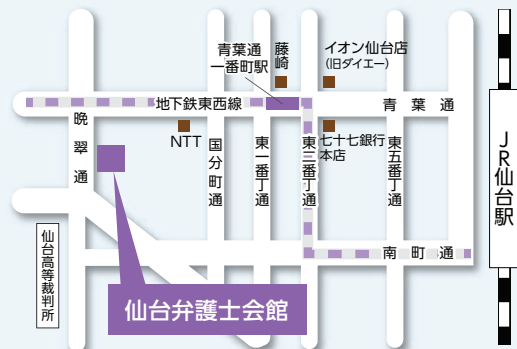 青葉通
一番町駅
藤崎
イオン仙台店
(旧ダイエー)
地下鉄東西線
青葉通
晩翠通
NTT
国分町通
東一番丁通
東三番丁通
七十七銀行
本店
東五番丁通
JR仙台駅
南町通
仙台高等裁判所
仙台弁護士会館